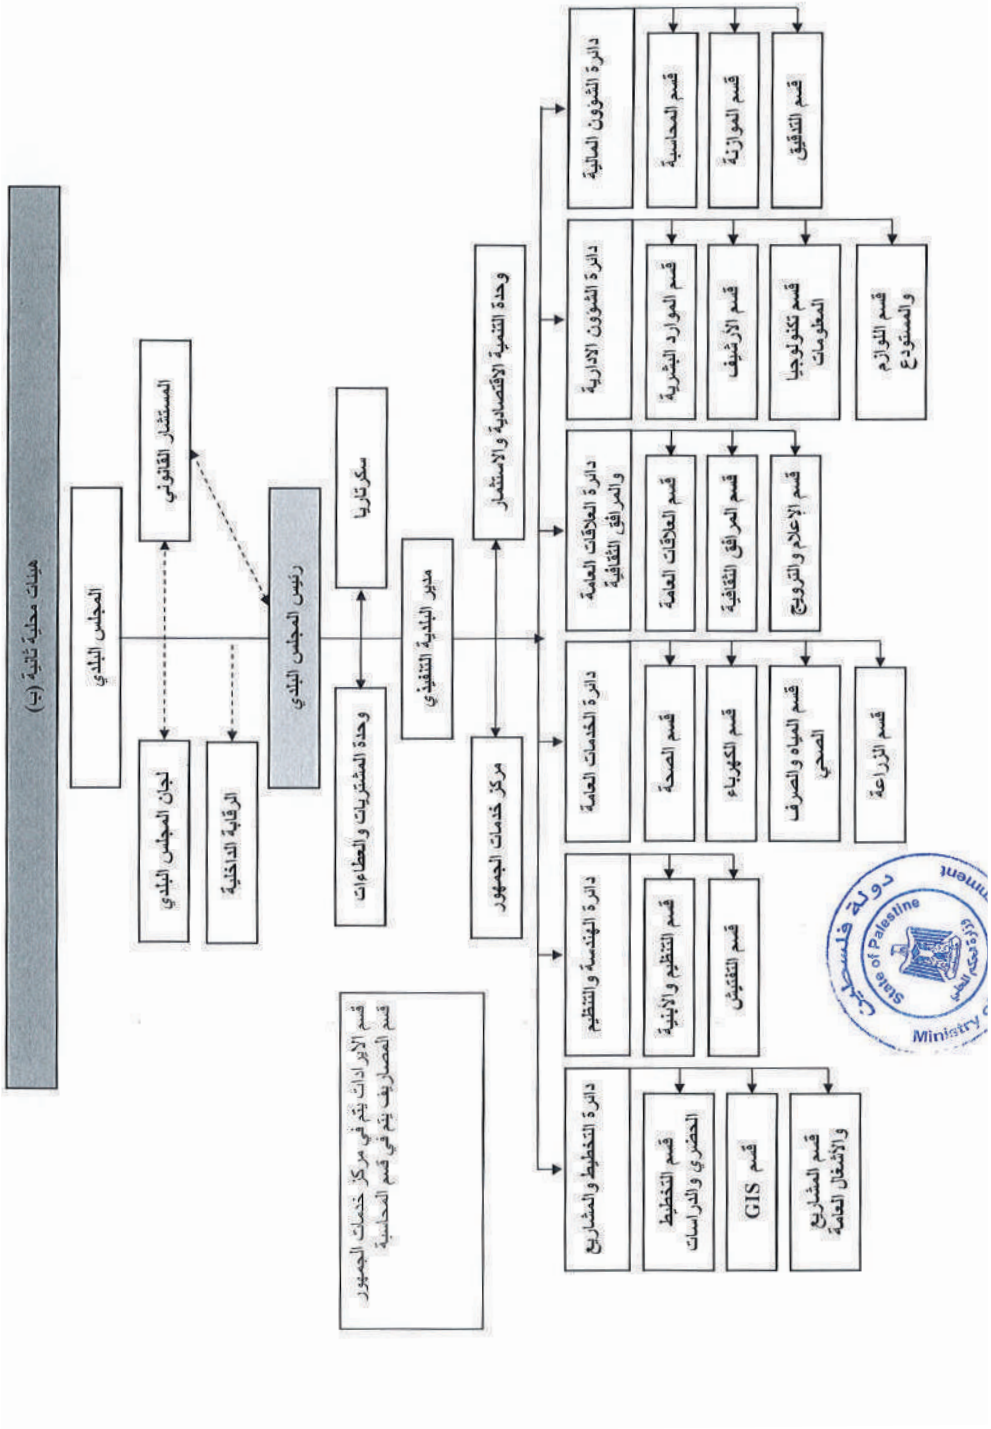 هيئات محلية ثانية (ب)
المجلس البلدي
المستشار القانوني
لجان المجلس البلدي
الرقابة الداخلية
رئيس المجلس البلدي
سكرتاريا
وحدة المشتريات والعطاءات
مدير البلدية التنفيذي
وحدة التنمية الاقتصادية والاستثمار
مركز خدمات الجمهور
قسم الايرادات يتم في مركز خدمات الجمهور
قسم المصاريف يتم في قسم المحاسبة
دائرة الشؤون المالية
قسم المحاسبة
قسم الموازنة
قسم التدقيق
دائرة الشؤون الادارية
قسم الموارد البشرية
قسم الأرشيف
قسم تكنولوجيا
المعلومات
قسم اللوازم
والمستودع
دائرة العلاقات العامة
والمرافق الثقافية
قسم العلاقات العامة
قسم المرافق الثقافية
قسم الإعلام والترويج
دائرة الخدمات العامة
قسم الصحة
قسم الكهرباء
قسم المياه والصرف
الصحي
قسم الزراعة
دائرة الهندسة والتنظيم
قسم التنظيم والأبنية
قسم التفتيش
دائرة التخطيط والمشاريع
قسم التخطيط
الحضري والدراسات
قسم GIS
قسم المشاريع
والأشغال العامة
دولة فلسطين
State of Palestine
وزارة الحكم المحلي
Ministry o